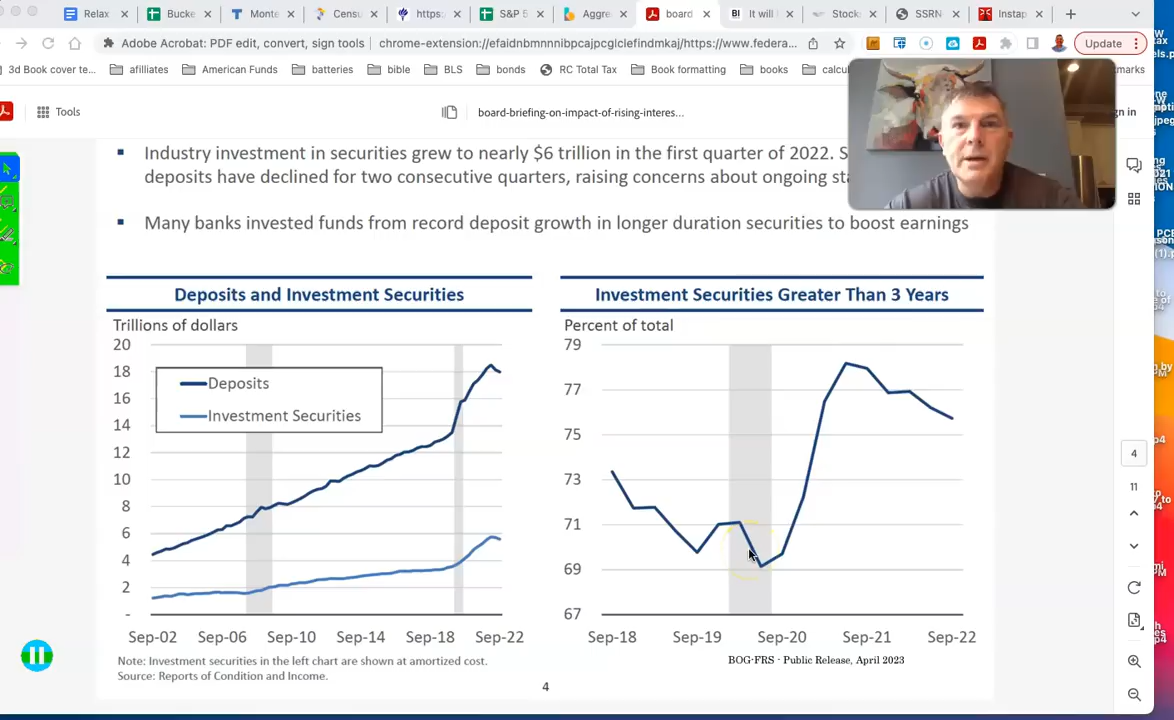 Relax
Bucke
Monte
Censu
https:
S&P 5
Aggre
board
It will
Stock:
SSRN
Instap
Adobe Acrobat: PDF edit, convert, sign tools
chrome-extension://efaidnbmnnnibpcajpcglclefindmkaj/https://www.federa...
Update
3d Book cover te...
afilliates
American Funds
batteries
bible
BLS
bonds
RC Total Tax
Book formatting
books
calcu
kmarks
Tools
board-briefing-on-impact-of-rising-interes...
gn in
▪ Industry investment in securities grew to nearly $6 trillion in the first quarter of 2022. S
deposits have declined for two consecutive quarters, raising concerns about ongoing sta
▪ Many banks invested funds from record deposit growth in longer duration securities to boost earnings
Deposits and Investment Securities
Trillions of dollars
20
18
16
14
12
10
8
6
4
2
-
Deposits
Investment Securities
Sep-02 Sep-06 Sep-10 Sep-14 Sep-18 Sep-22
Note: Investment securities in the left chart are shown at amortized cost.
Source: Reports of Condition and Income.
Investment Securities Greater Than 3 Years
Percent of total
79
77
75
73
71
69
67
Sep-18 Sep-19 Sep-20 Sep-21 Sep-22
BOG-FRS - Public Release, April 2023
4
4
11